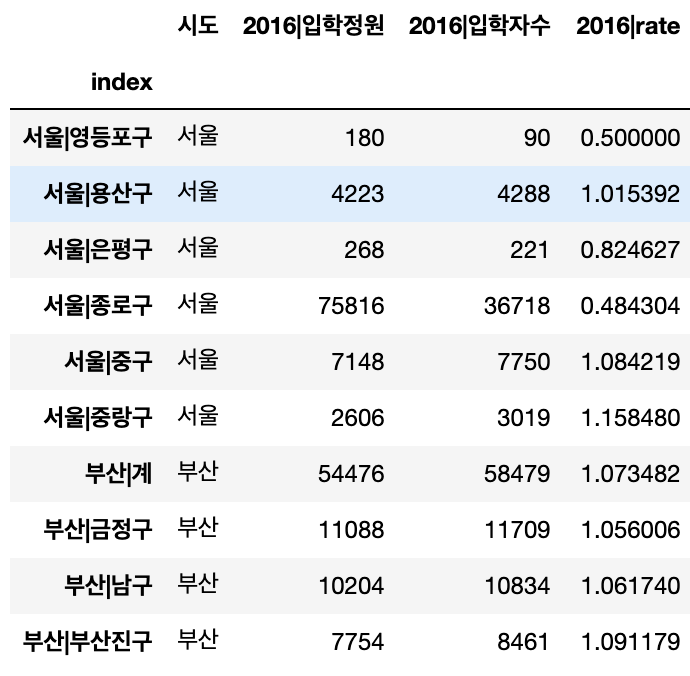 시도 2016|입학정원 2016|입학자수 2016|rate
index
서울|영등포구 서울 180 90 0.500000
서울|용산구 서울 4223 4288 1.015392
서울|은평구 서울 268 221 0.824627
서울|종로구 서울 75816 36718 0.484304
서울|중구 서울 7148 7750 1.084219
서울|중랑구 서울 2606 3019 1.158480
부산|계 부산 54476 58479 1.073482
부산|금정구 부산 11088 11709 1.056006
부산|남구 부산 10204 10834 1.061740
부산|부산진구 부산 7754 8461 1.091179